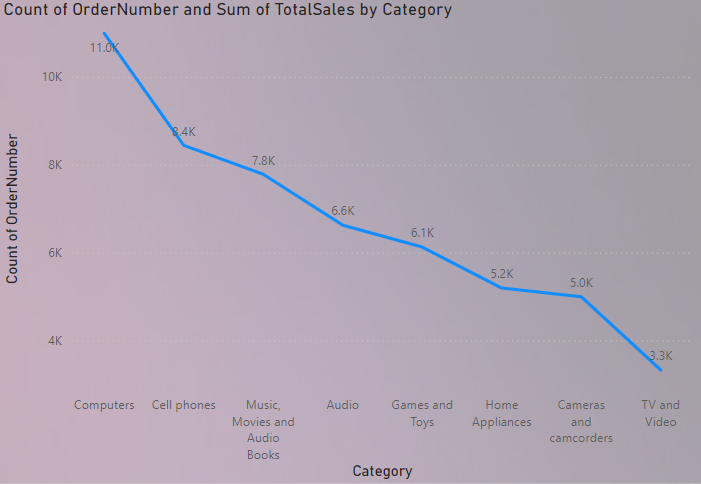 Count of OrderNumber and Sum of TotalSales by Category
11.0K
10K
8.4K
8K
7.8K
6.6K
6.1K
6K
5.2K
5.0K
4K
3.3K
Count of OrderNumber
Computers
Cell phones
Music,
Movies and
Audio
Books
Audio
Games and
Toys
Home
Appliances
Cameras
and
camcorders
TV and
Video
Category